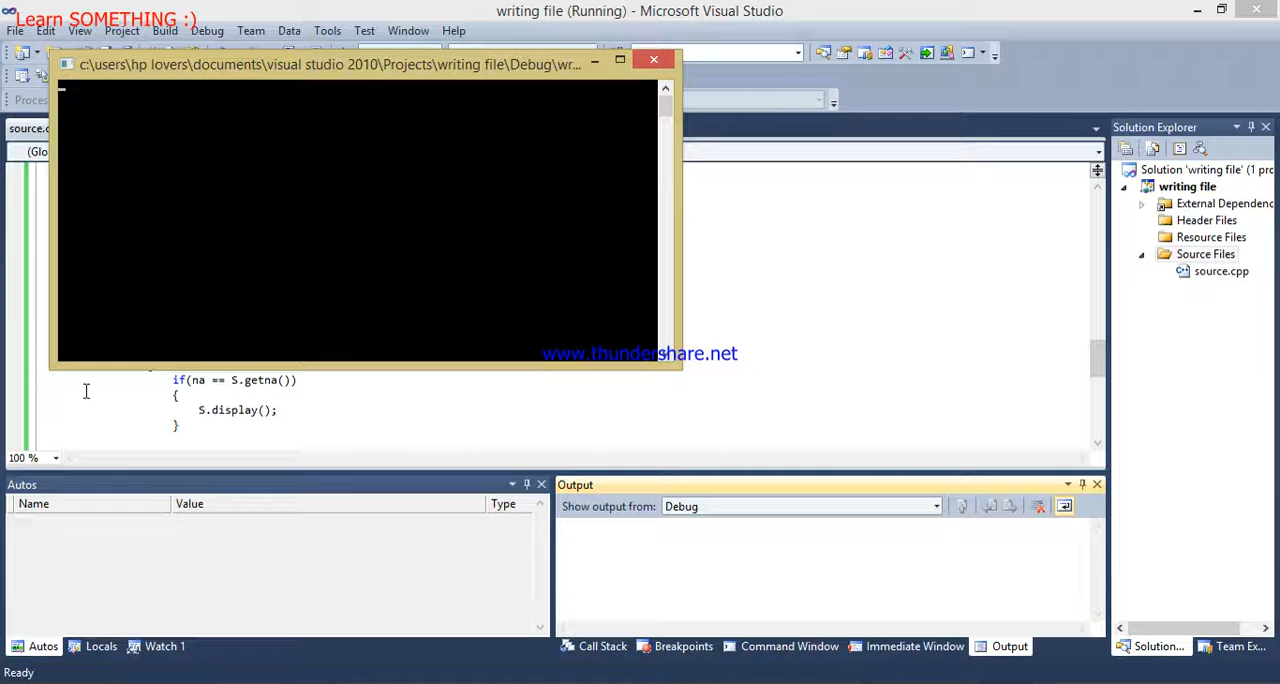 writing file (Running) - Microsoft Visual Studio
Learn SOMETHING :)
File Edit View Project Build Debug Team Data Tools Test Window Help
c:\users\hp lovers\documents\visual studio 2010\Projects\writing file\Debug\wr...
Proces
source.c
(Glo
if(na == S.getna())
{
S.display();
}
www.thundershare.net
100 %
Solution Explorer
Solution 'writing file' (1 pro
writing file
External Dependenc
Header Files
Resource Files
Source Files
source.cpp
Autos
Name Value Type
Output
Show output from: Debug
Autos Locals Watch 1
Call Stack Breakpoints Command Window Immediate Window Output
Solution... Team Ex...
Ready